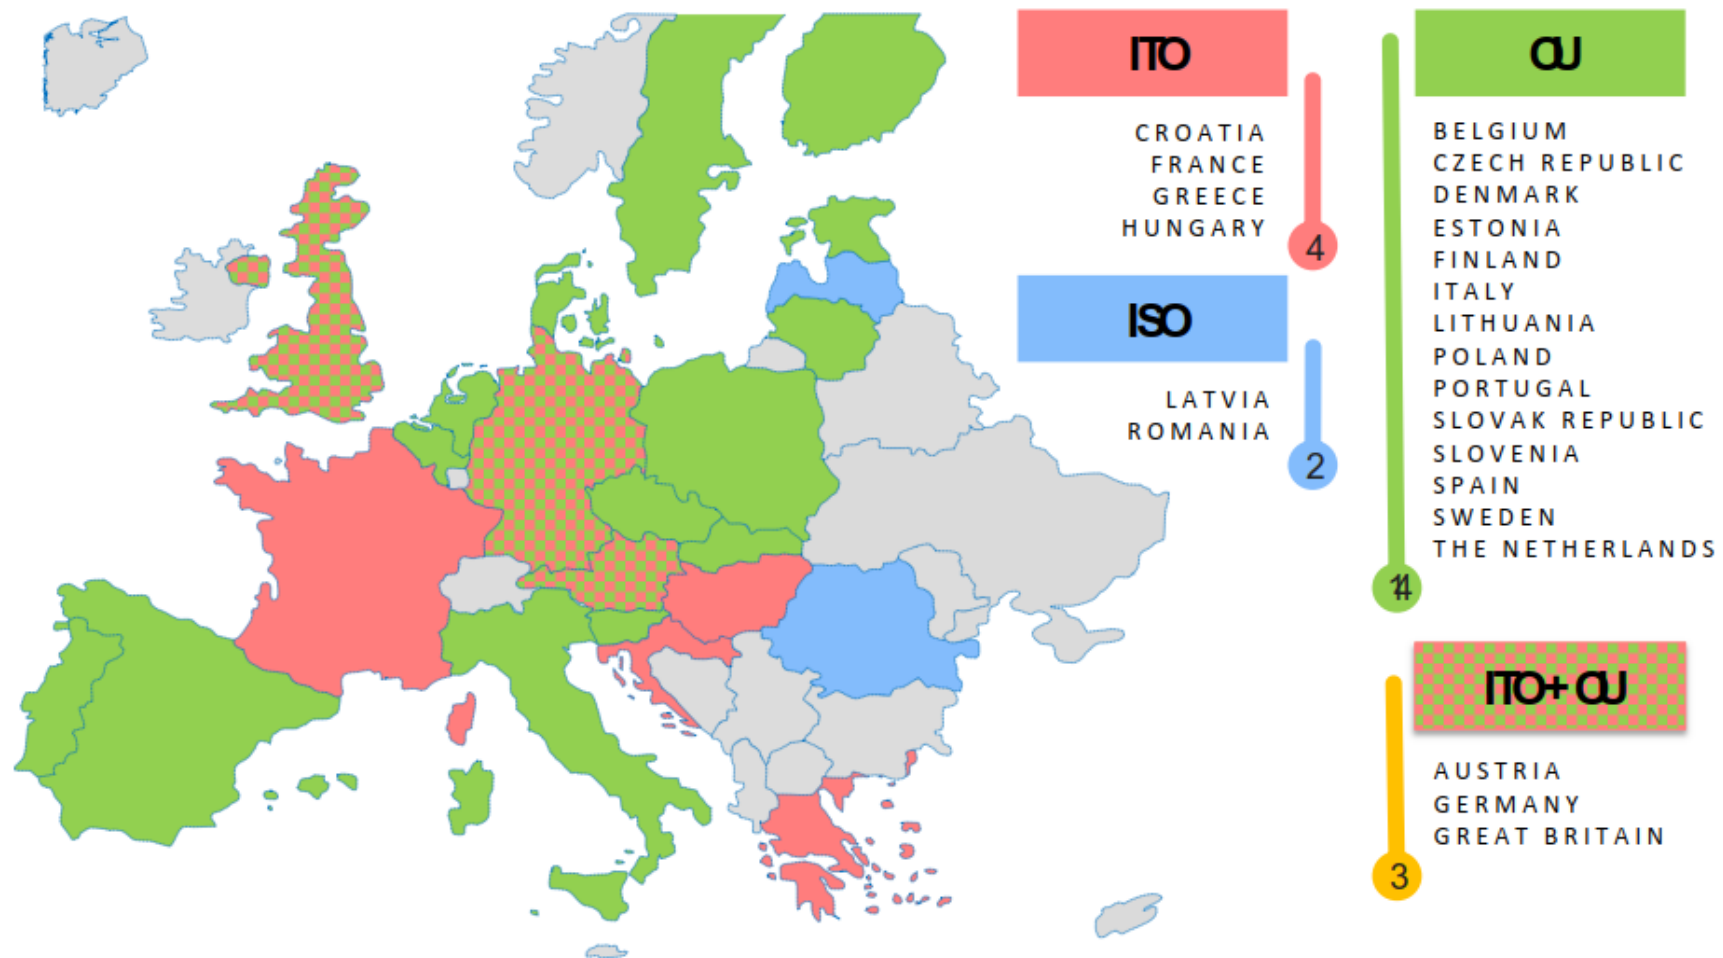 ITO
CROATIA
FRANCE
GREECE
HUNGARY
4
ISO
LATVIA
ROMANIA
2
OU
BELGIUM
CZECH REPUBLIC
DENMARK
ESTONIA
FINLAND
ITALY
LITHUANIA
POLAND
PORTUGAL
SLOVAK REPUBLIC
SLOVENIA
SPAIN
SWEDEN
THE NETHERLANDS
14
ITO+ OU
AUSTRIA
GERMANY
GREAT BRITAIN
3